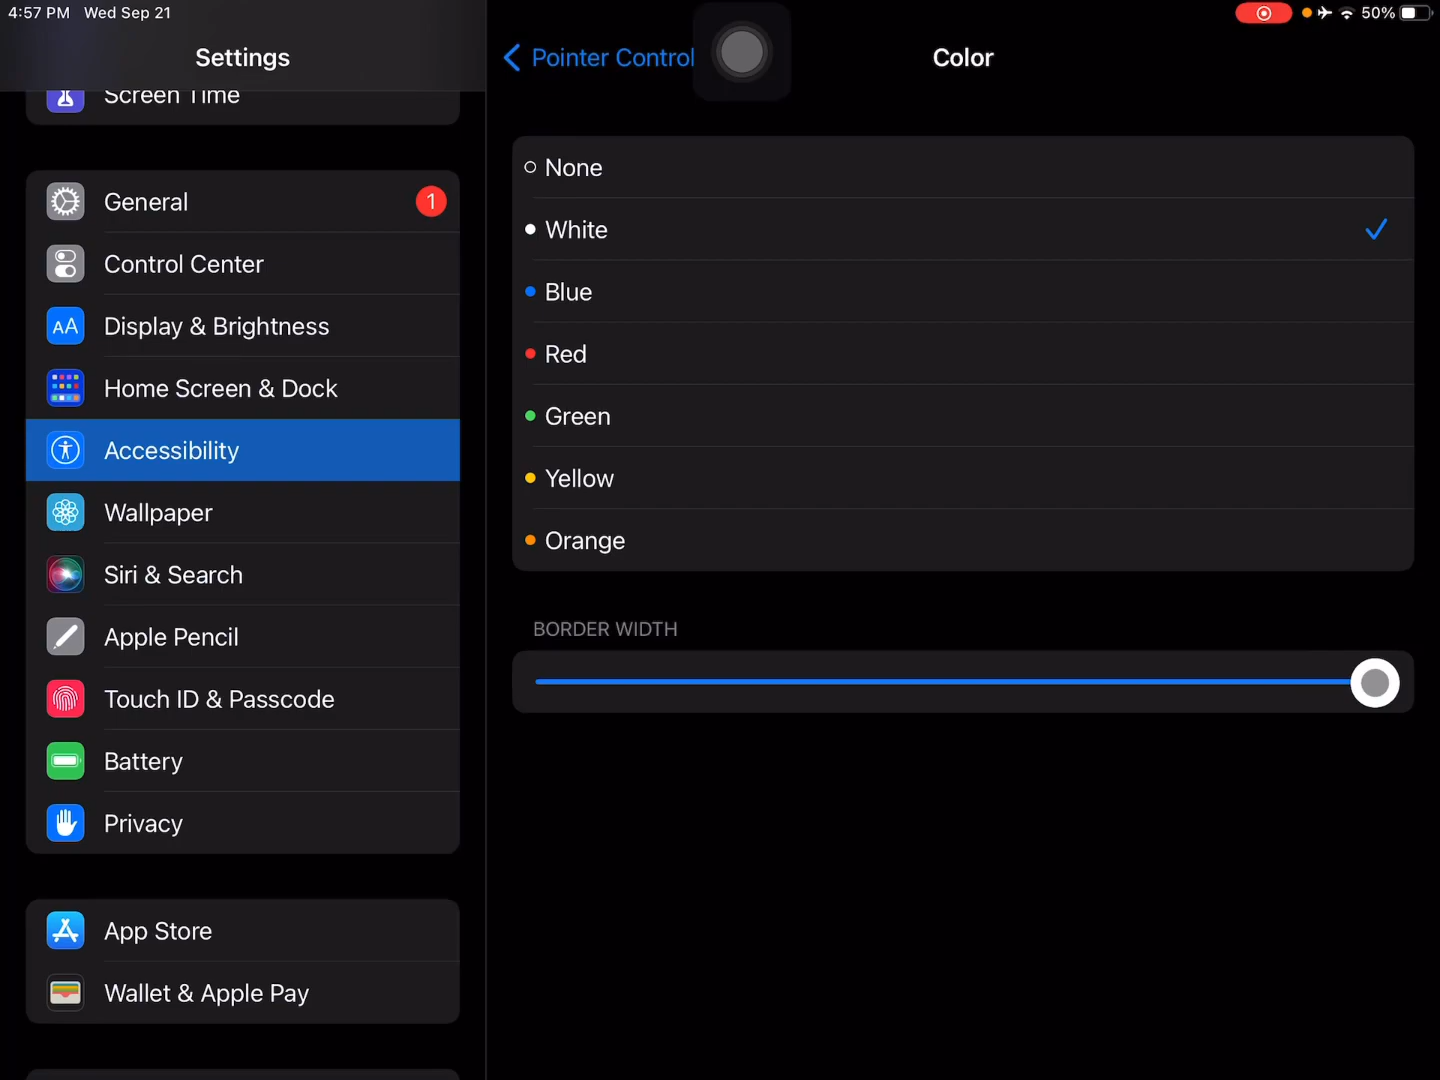 4:57 PM Wed Sep 21
50%
Settings
Screen Time
General
1
Control Center
AA
Display & Brightness
Home Screen & Dock
Accessibility
Wallpaper
Siri & Search
Apple Pencil
Touch ID & Passcode
Battery
Privacy
App Store
Wallet & Apple Pay
Pointer Control
Color
None
White
Blue
Red
Green
Yellow
Orange
BORDER WIDTH